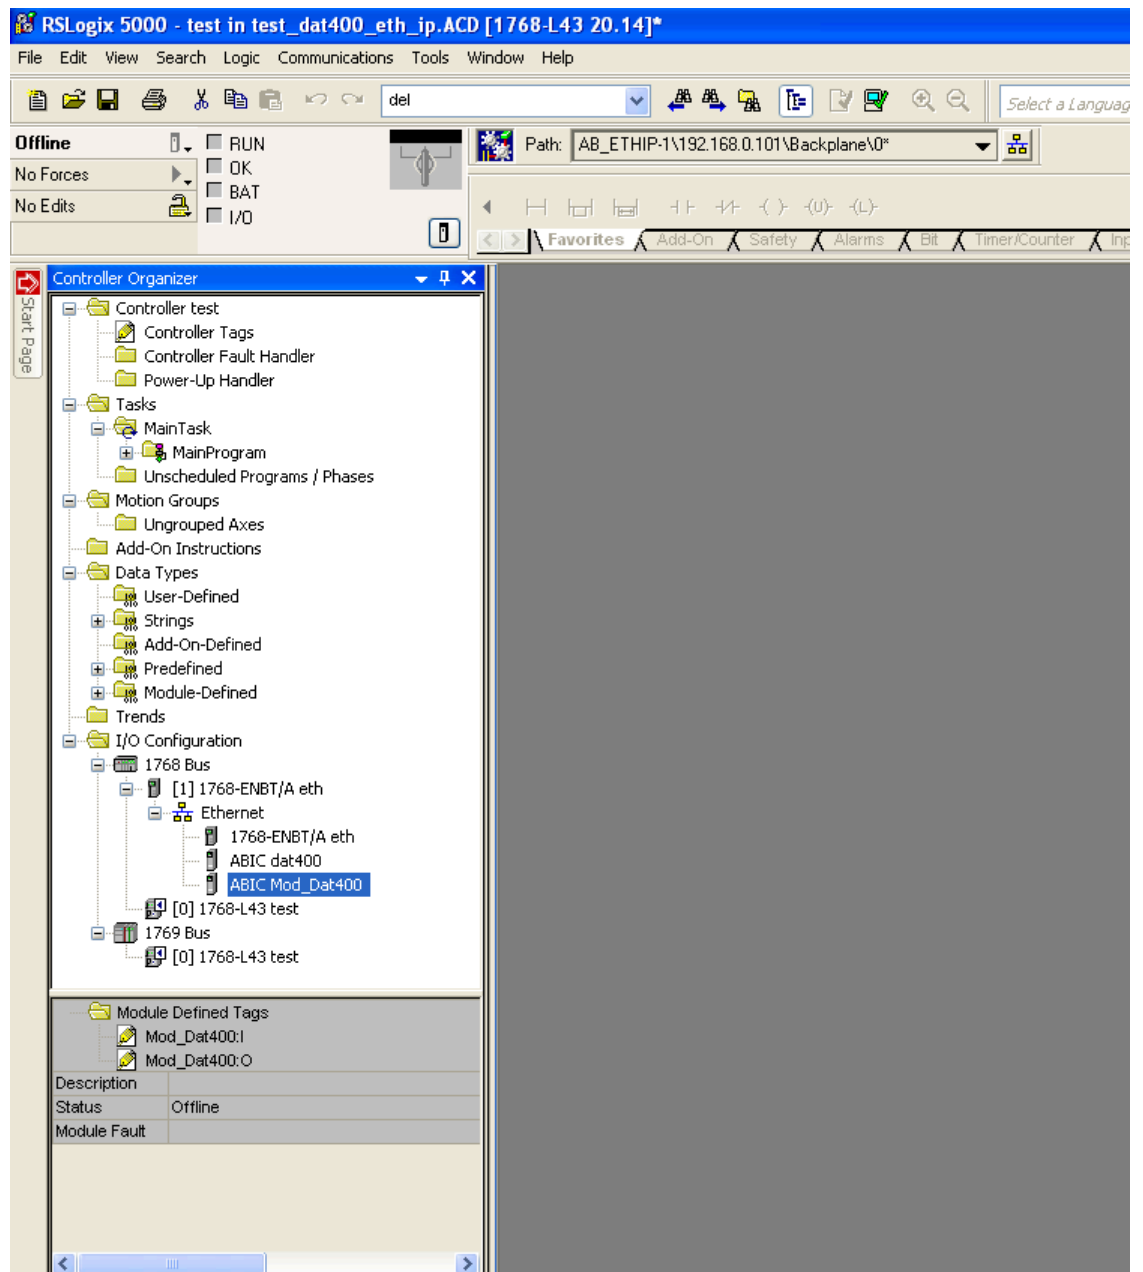 RSLogix 5000 - test in test_dat400_eth_ip.ACD [1768-L43 20.14]*
File Edit View Search Logic Communications Tools Window Help
del
Select a Languag
Offline
RUN
Path: AB_ETHIP-1\192.168.0.101\Backplane\0*
No Forces
OK
BAT
No Edits
I/O
Favorites Add-On Safety Alarms Bit Timer/Counter Inp
Start Page
Controller Organizer
Controller test
Controller Tags
Controller Fault Handler
Power-Up Handler
Tasks
MainTask
MainProgram
Unscheduled Programs / Phases
Motion Groups
Ungrouped Axes
Add-On Instructions
Data Types
User-Defined
Strings
Add-On-Defined
Predefined
Module-Defined
Trends
I/O Configuration
1768 Bus
[1] 1768-ENBT/A eth
Ethernet
1768-ENBT/A eth
ABIC dat400
ABIC Mod_Dat400
[0] 1768-L43 test
1769 Bus
[0] 1768-L43 test
Module Defined Tags
Mod_Dat400:I
Mod_Dat400:O
Description
Status Offline
Module Fault